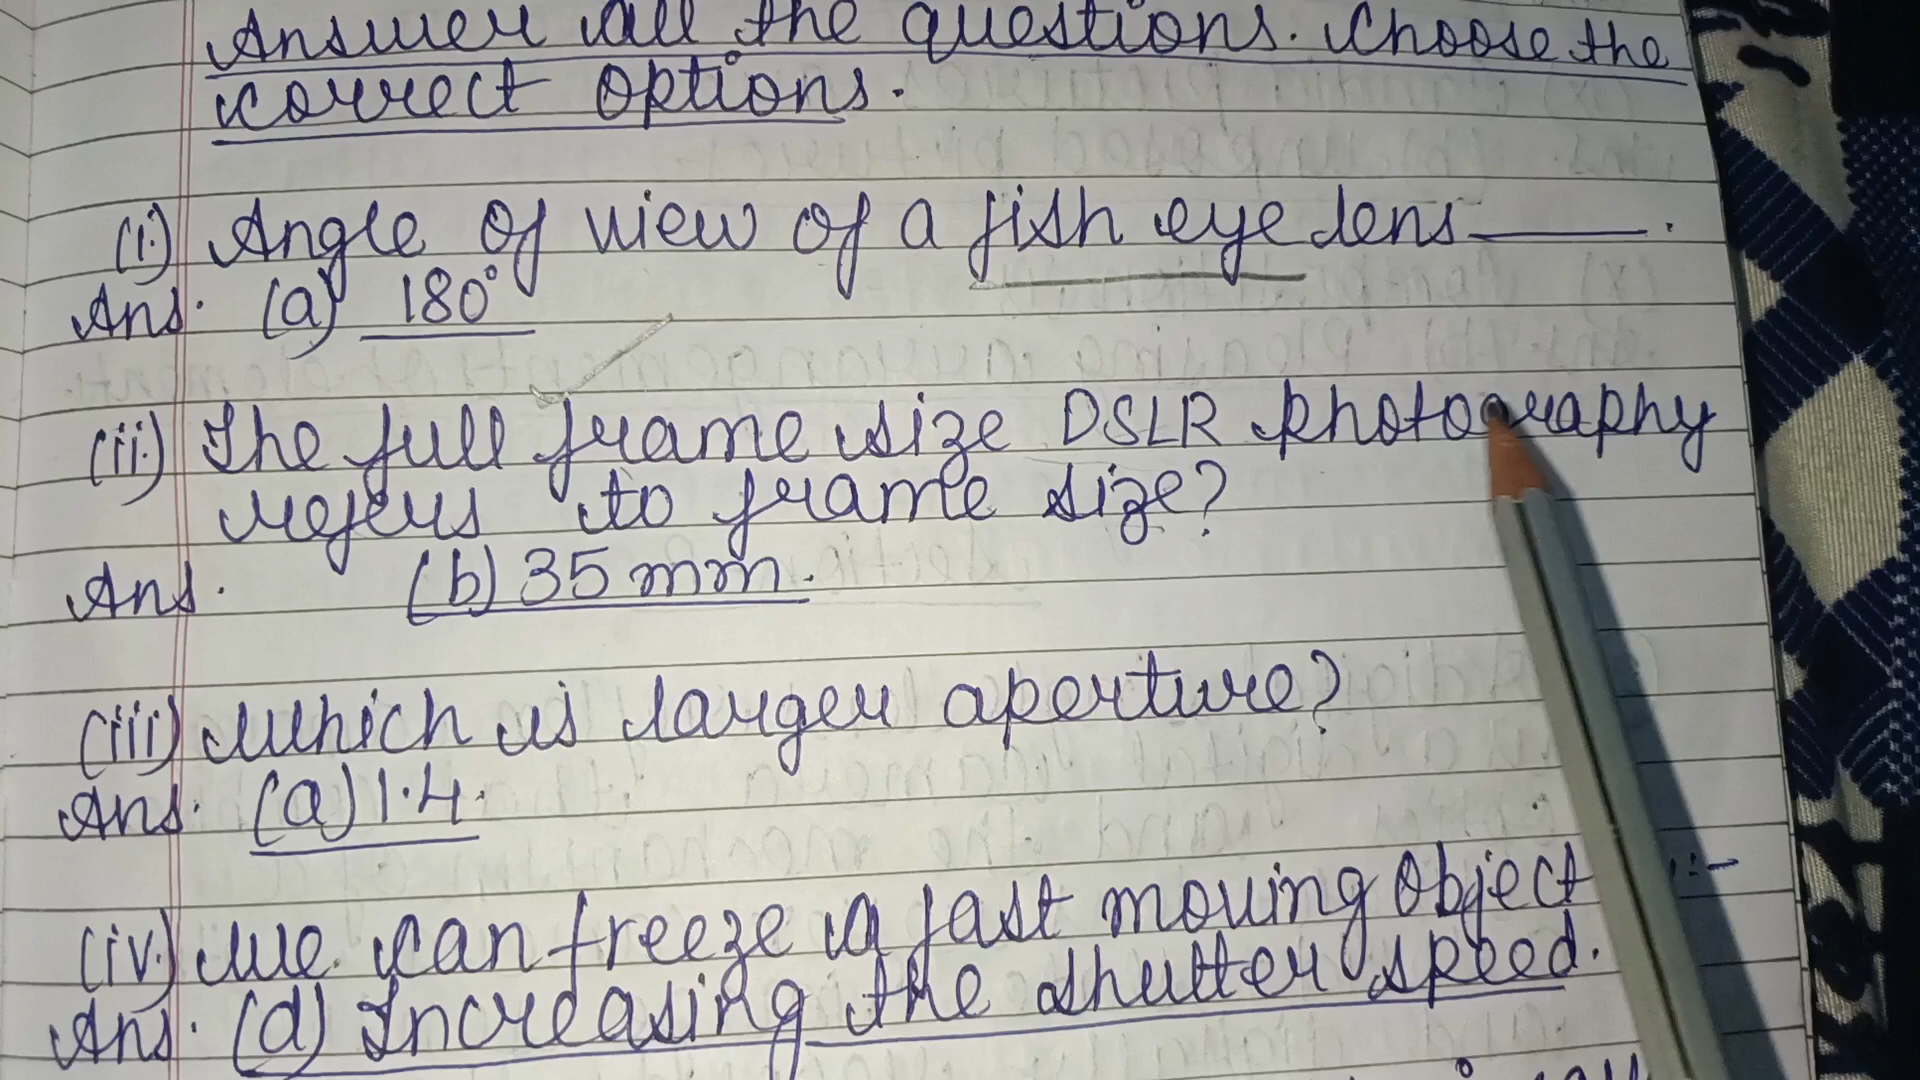 Answer all the questions. Choose the
correct options.
(i) Angle of view of a fish eye lens ______.
Ans. (a) 180°
(ii) The full frame size DSLR photography
refers to frame size?
Ans. (b) 35 mm.
(iii) Which is larger aperture?
Ans. (a) 1.4.
(iv.) We can freeze a fast moving object :-
Ans. (d) Increasing the shutter speed.